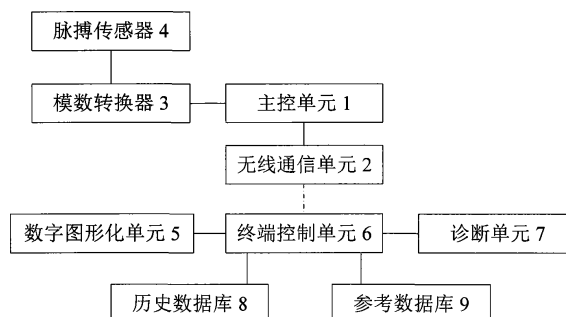 脉搏传感器 4
模数转换器 3
主控单元 1
无线通信单元 2
数字图形化单元 5
终端控制单元 6
诊断单元 7
历史数据库 8
参考数据库 9